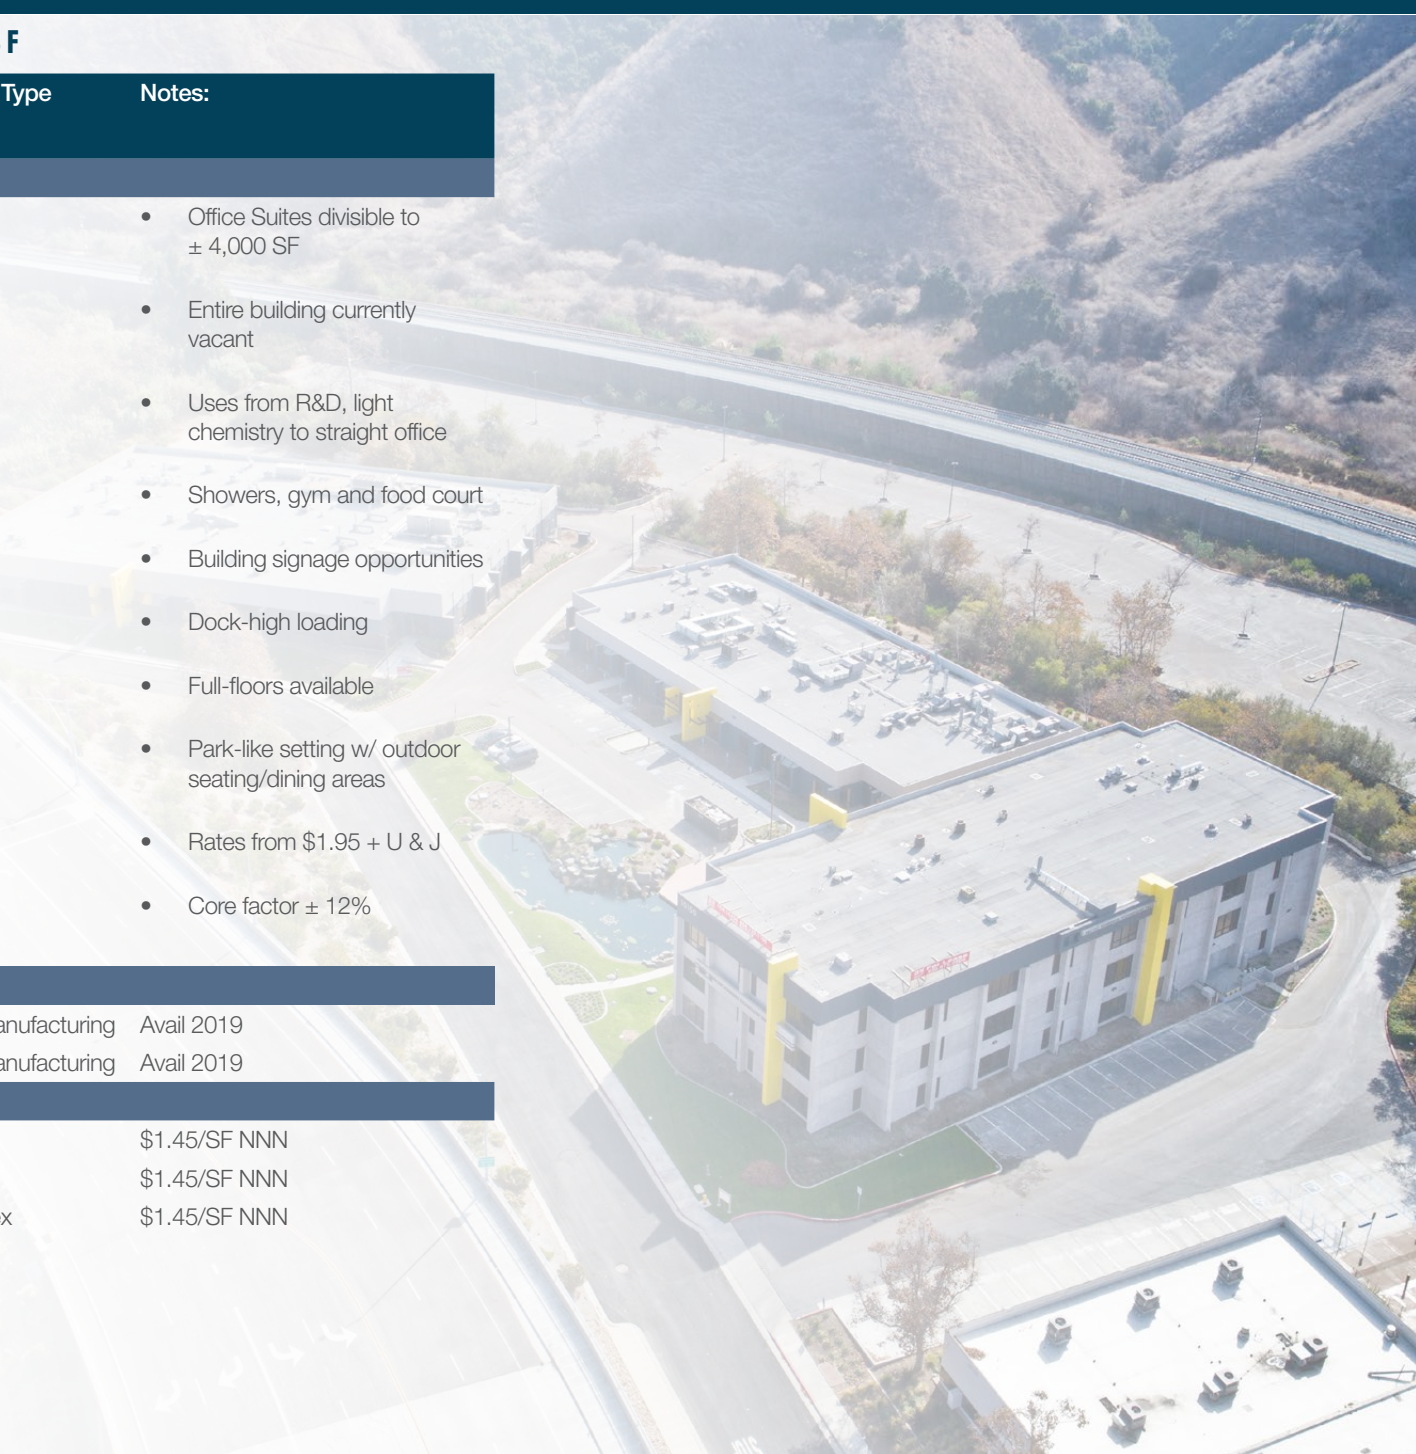 F
Type Notes:
• Office Suites divisible to
± 4,000 SF
• Entire building currently
vacant
• Uses from R&D, light
chemistry to straight office
• Showers, gym and food court
• Building signage opportunities
• Dock-high loading
• Full-floors available
• Park-like setting w/ outdoor
seating/dining areas
• Rates from $1.95 + U & J
• Core factor ± 12%
anufacturing Avail 2019
anufacturing Avail 2019
$1.45/SF NNN
$1.45/SF NNN
ex $1.45/SF NNN